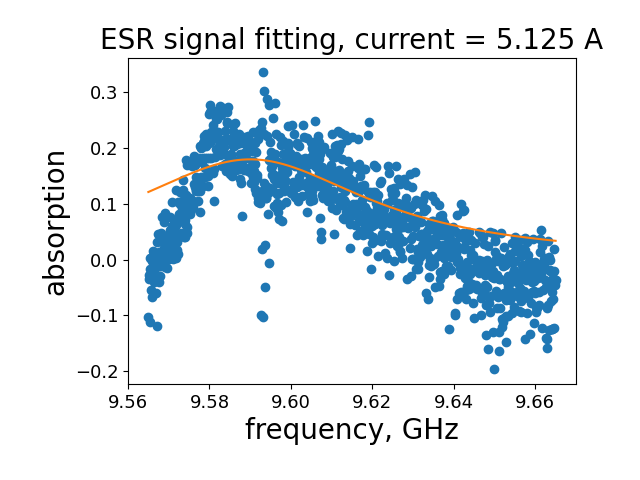 ESR signal fitting, current = 5.125 A
absorption
0.3
0.2
0.1
0.0
−0.1
−0.2
9.56 9.58 9.60 9.62 9.64 9.66
frequency, GHz